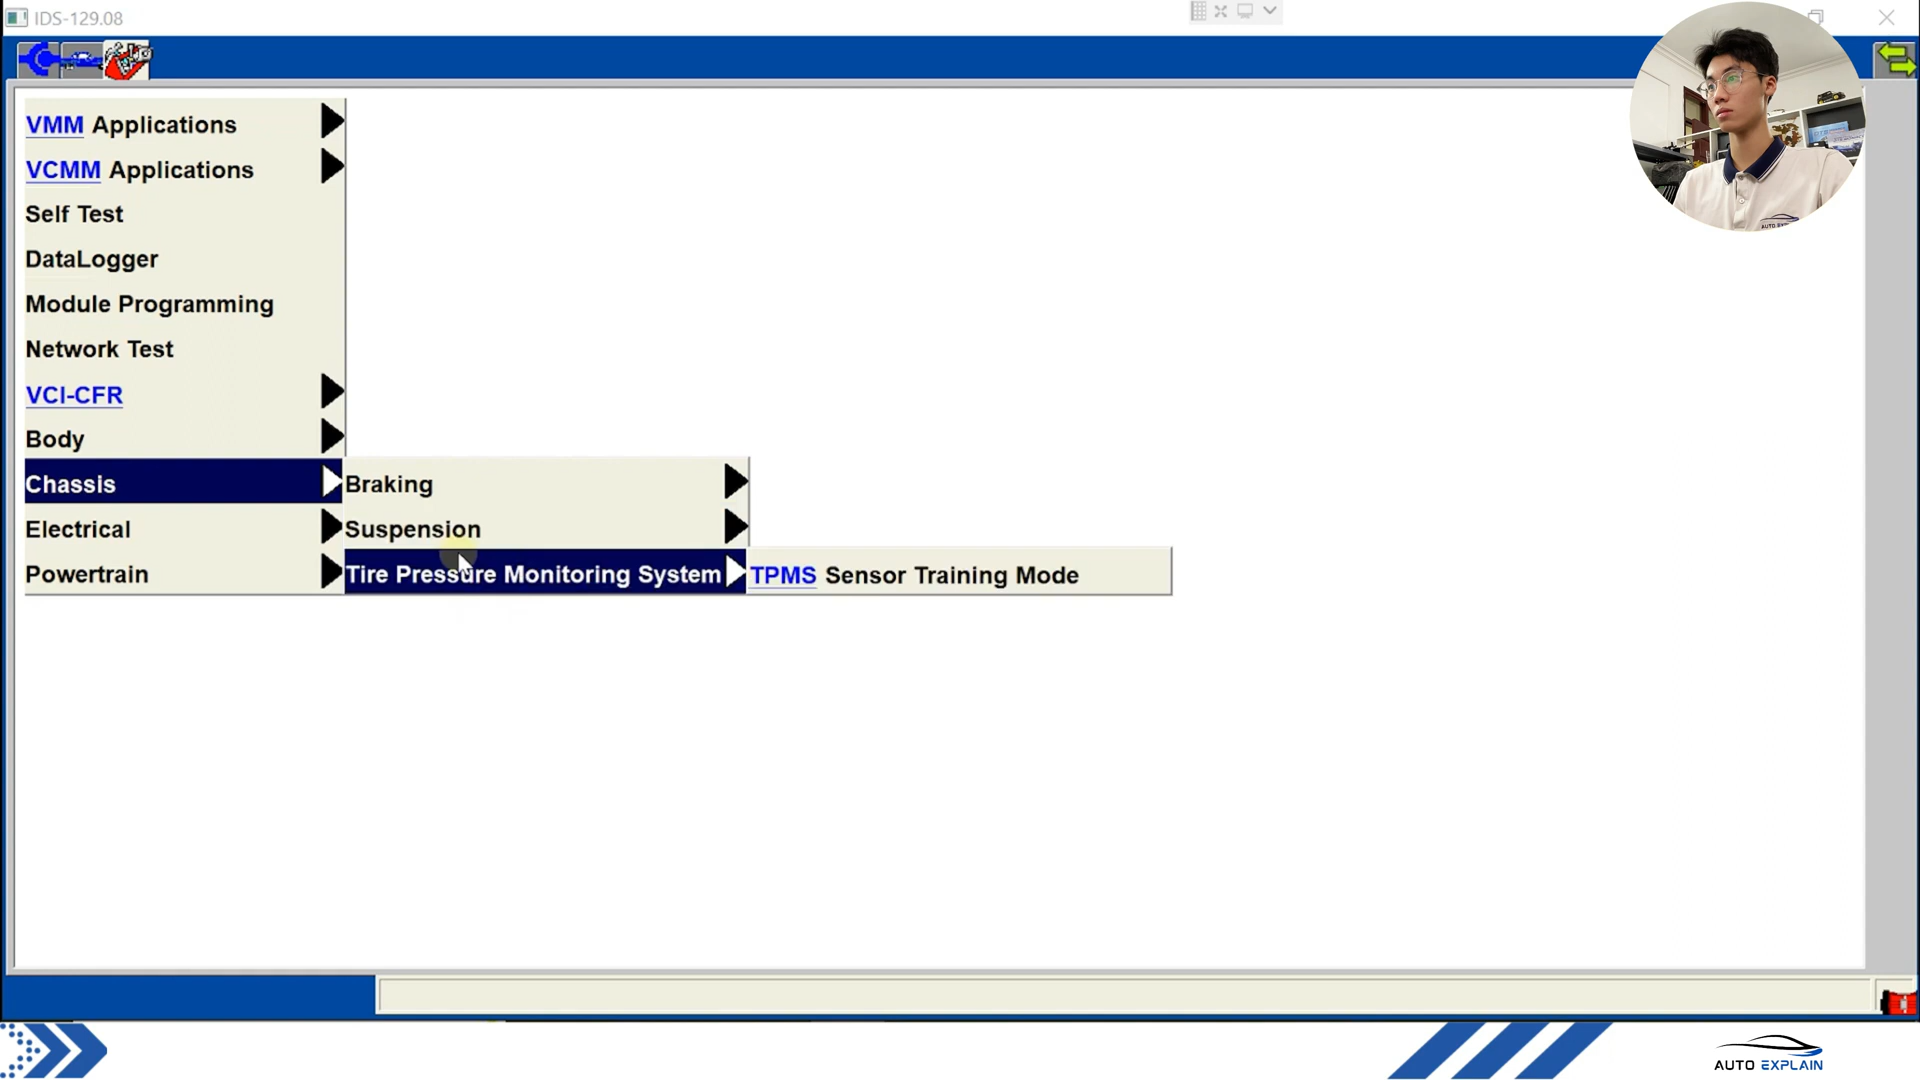 IDS-129.08
VMM Applications
VCMM Applications
Self Test
DataLogger
Module Programming
Network Test
VCI-CFR
Body
Chassis
Braking
Electrical
Suspension
Powertrain
Tire Pressure Monitoring System
TPMS Sensor Training Mode
AUTO EXPLAIN